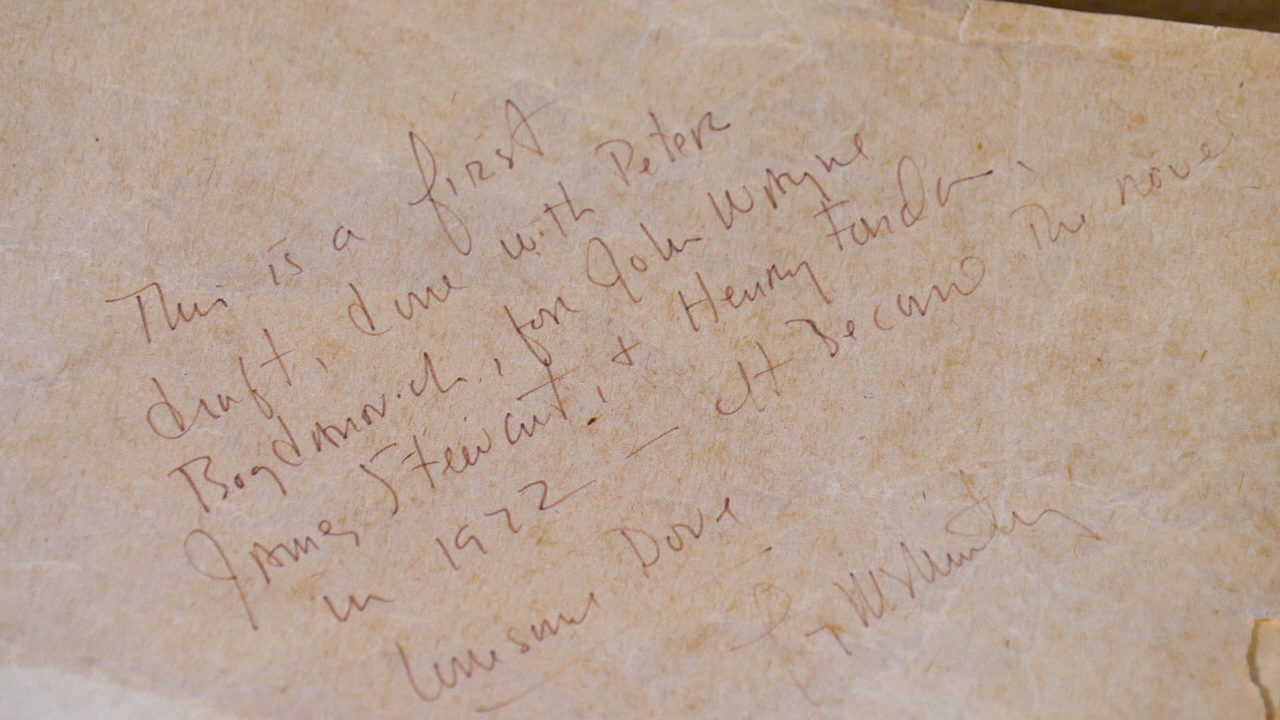 This is a first
draft, done with Peter
Bogdanovich, for John Wayne
James Stewart, + Henry Fonda.
in 1972 — It Became The novel
Lonesome Dove
L McMurtry